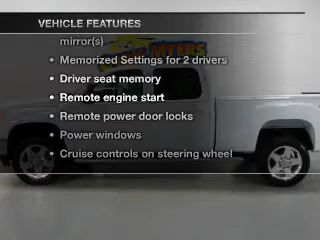 VEHICLE FEATURES
mirror(s)
• Memorized Settings for 2 drivers
• Driver seat memory
• Remote engine start
• Remote power door locks
• Power windows
• Cruise controls on steering wheel